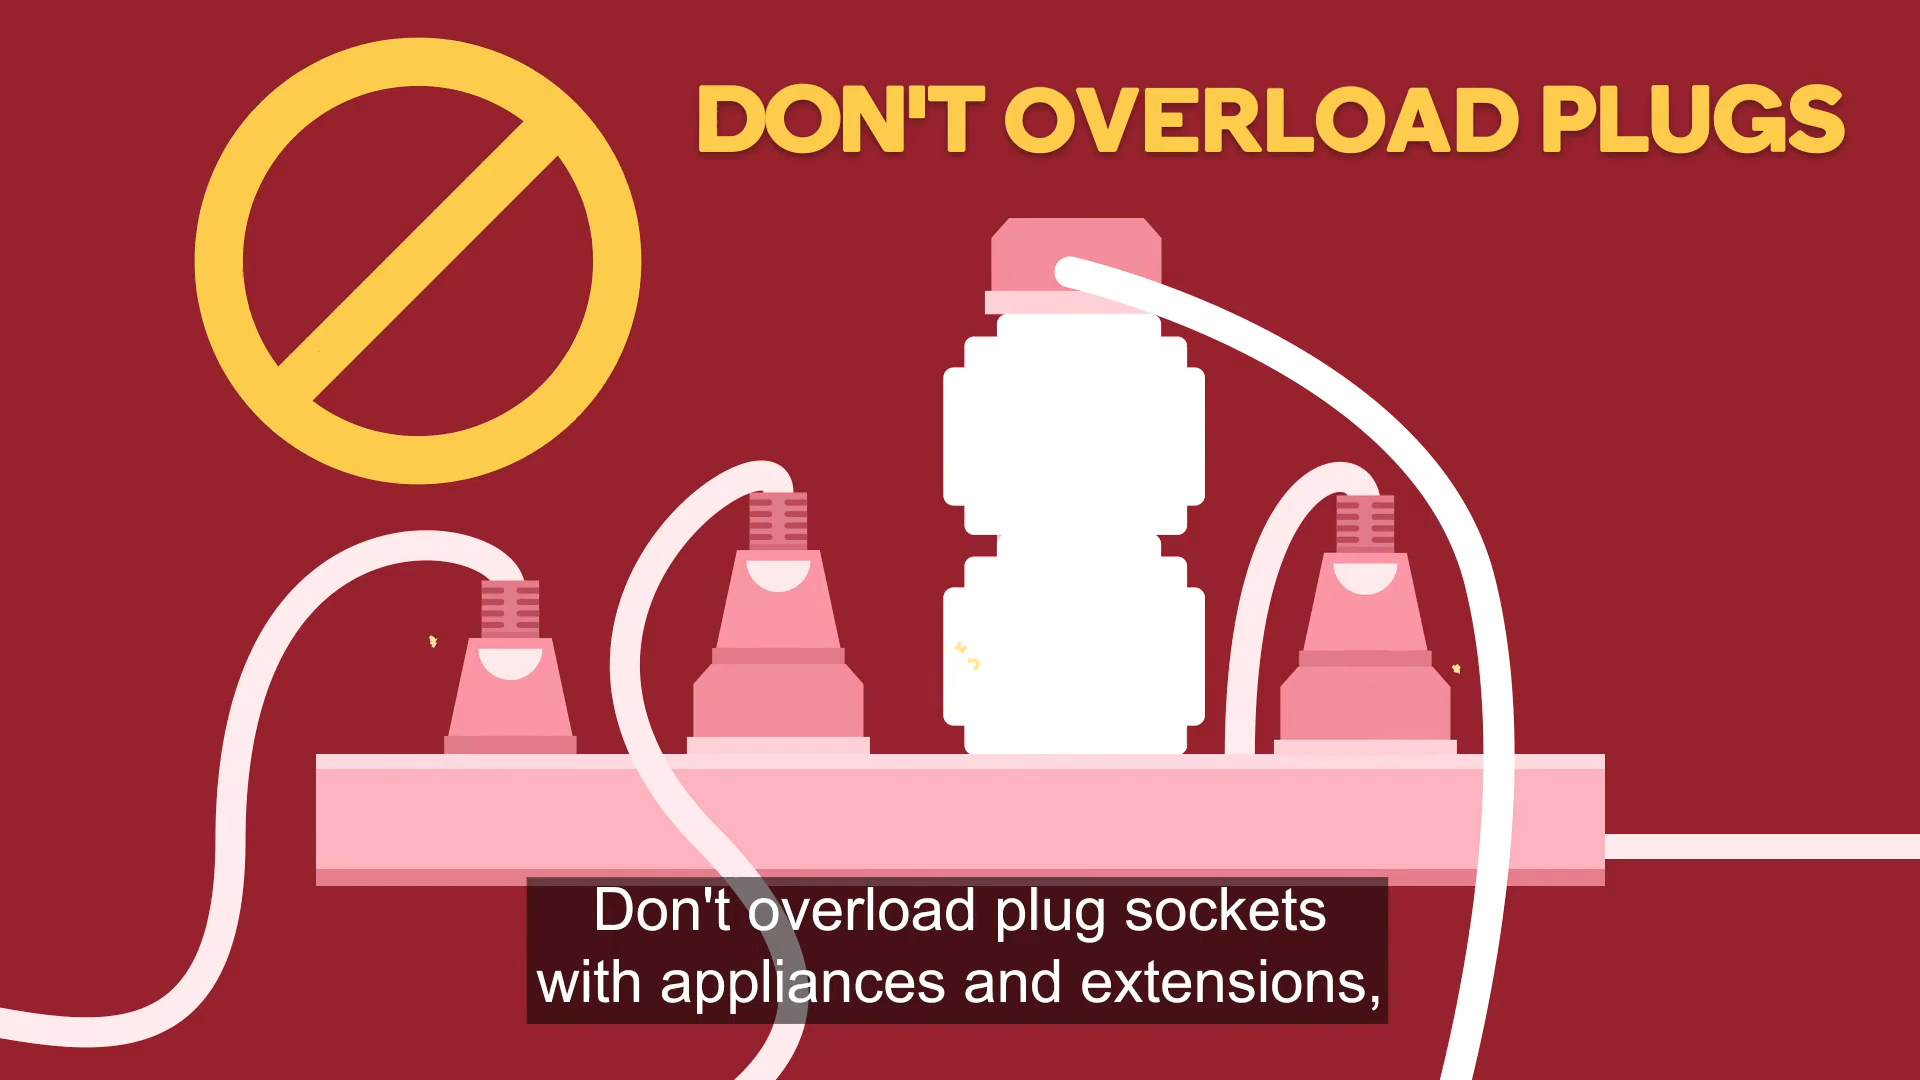 DON'T OVERLOAD PLUGS
Don't overload plug sockets
with appliances and extensions,